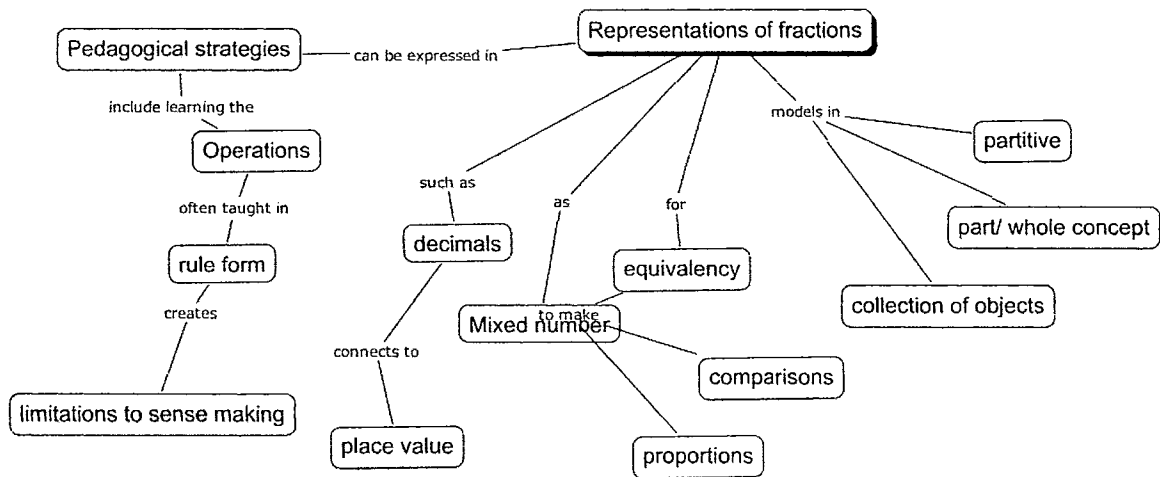 Representations of fractions
Pedagogical strategies
can be expressed in
include learning the
models in
partitive
Operations
such as
often taught in
as
for
part/ whole concept
decimals
rule form
equivalency
collection of objects
creates
to make
Mixed number
connects to
comparisons
limitations to sense making
place value
proportions